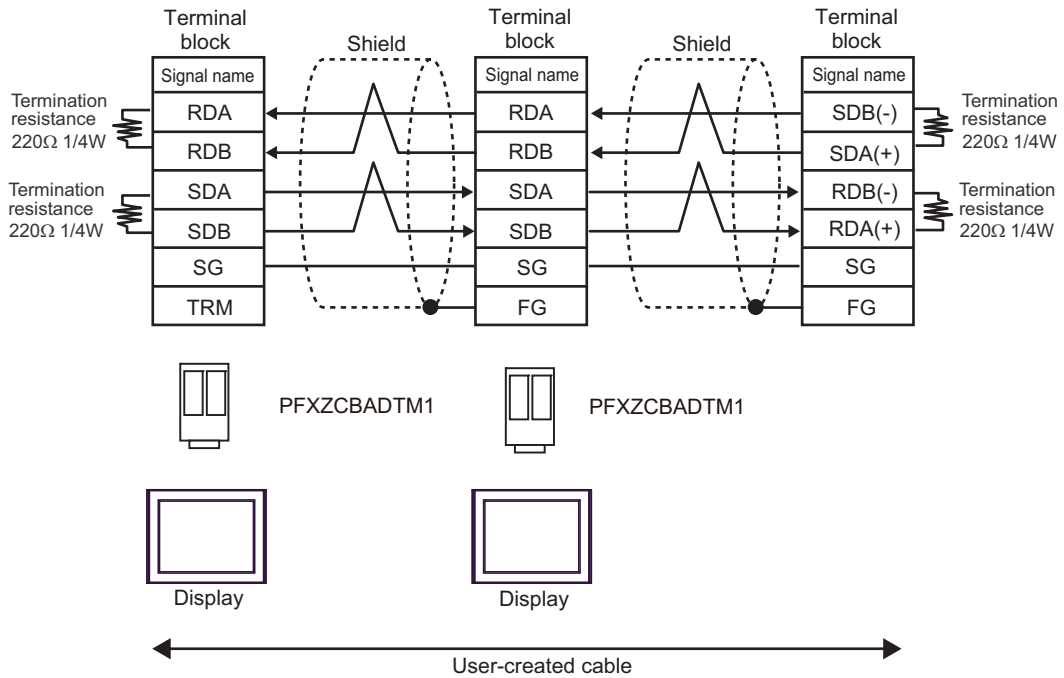 Terminal
block
Shield
Terminal
block
Shield
Terminal
block
Signal name
Signal name
Signal name
Termination
resistance
220Ω 1/4W
RDA
RDA
SDB(-)
Termination
resistance
220Ω 1/4W
RDB
RDB
SDA(+)
Termination
resistance
220Ω 1/4W
SDA
SDA
RDB(-)
Termination
resistance
220Ω 1/4W
SDB
SDB
RDA(+)
SG
SG
SG
TRM
FG
FG
PFXZCBADTM1
PFXZCBADTM1
Display
Display
User-created cable